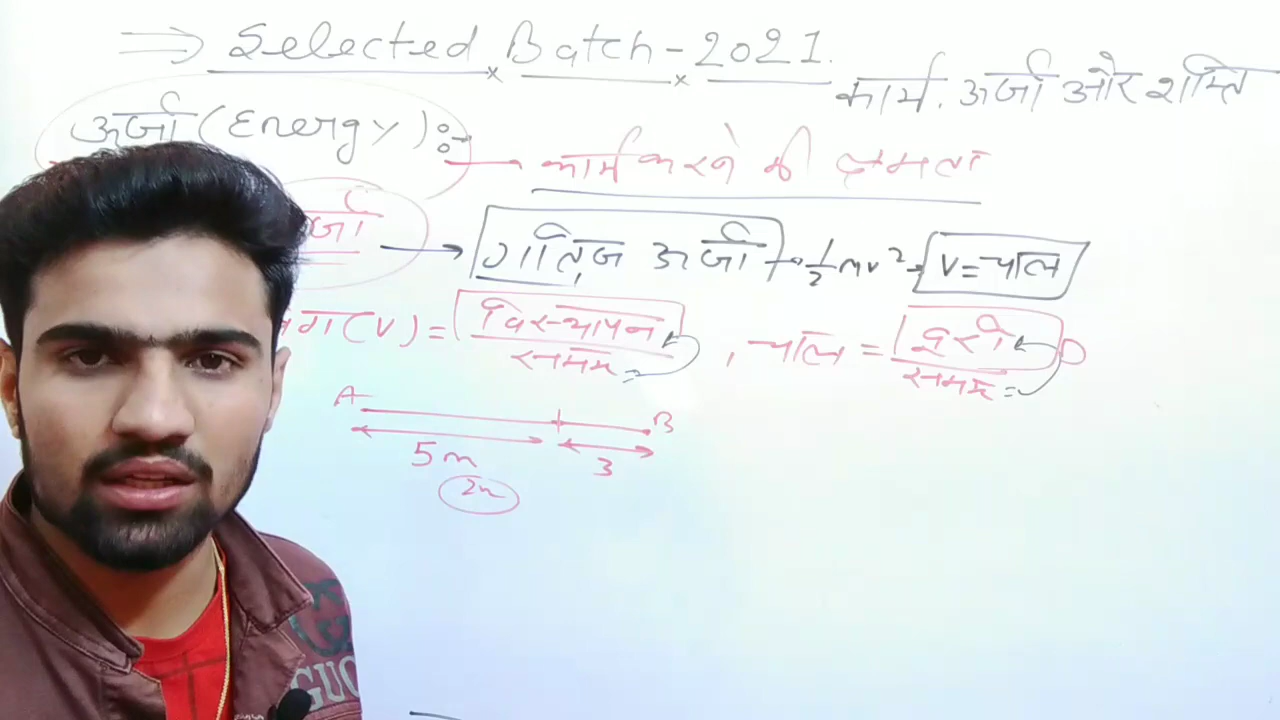 ⇒ Selected Batch - 2021.
कार्य, ऊर्जा और शक्ति
ऊर्जा (Energy) :-
कार्य करने की क्षमता
र्जा → गतिज ऊर्जा → 1/2 mv² → v = चाल
वेग (v) = विस्थापन / समय , चाल = दूरी / समय
A B
5m 3
2m
GUC